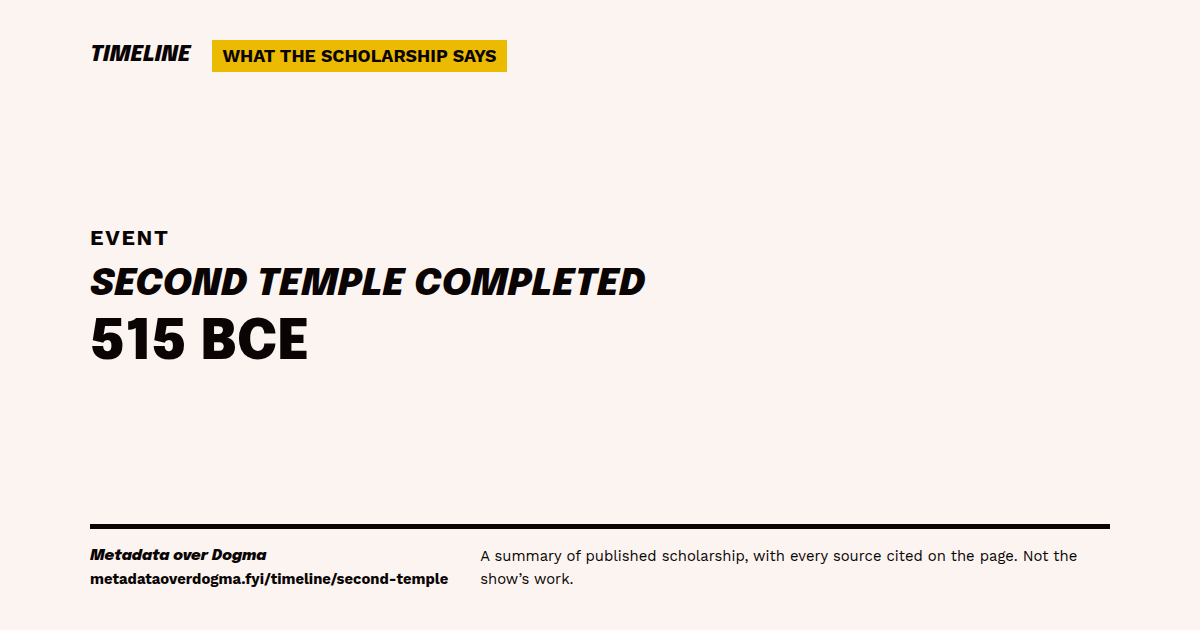 TIMELINE
WHAT THE SCHOLARSHIP SAYS
EVENT
SECOND TEMPLE COMPLETED
515 BCE
Metadata over Dogma
metadataoverdogma.fyi/timeline/second-temple
A summary of published scholarship, with every source cited on the page. Not the
show’s work.